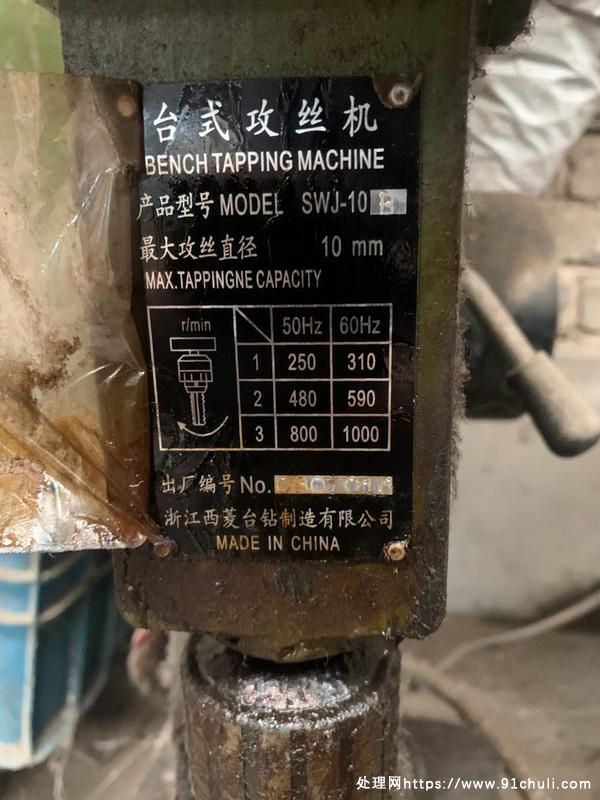 台式攻丝机
BENCH TAPPING MACHINE
产品型号 MODEL SWJ-10
最大攻丝直径 10 mm
MAX.TAPPINGNE CAPACITY
r/min 50Hz 60Hz
1 250 310
2 480 590
3 800 1000
出厂编号 No.
浙江西菱台钻制造有限公司
MADE IN CHINA
处理网https://www.91chuli.com/